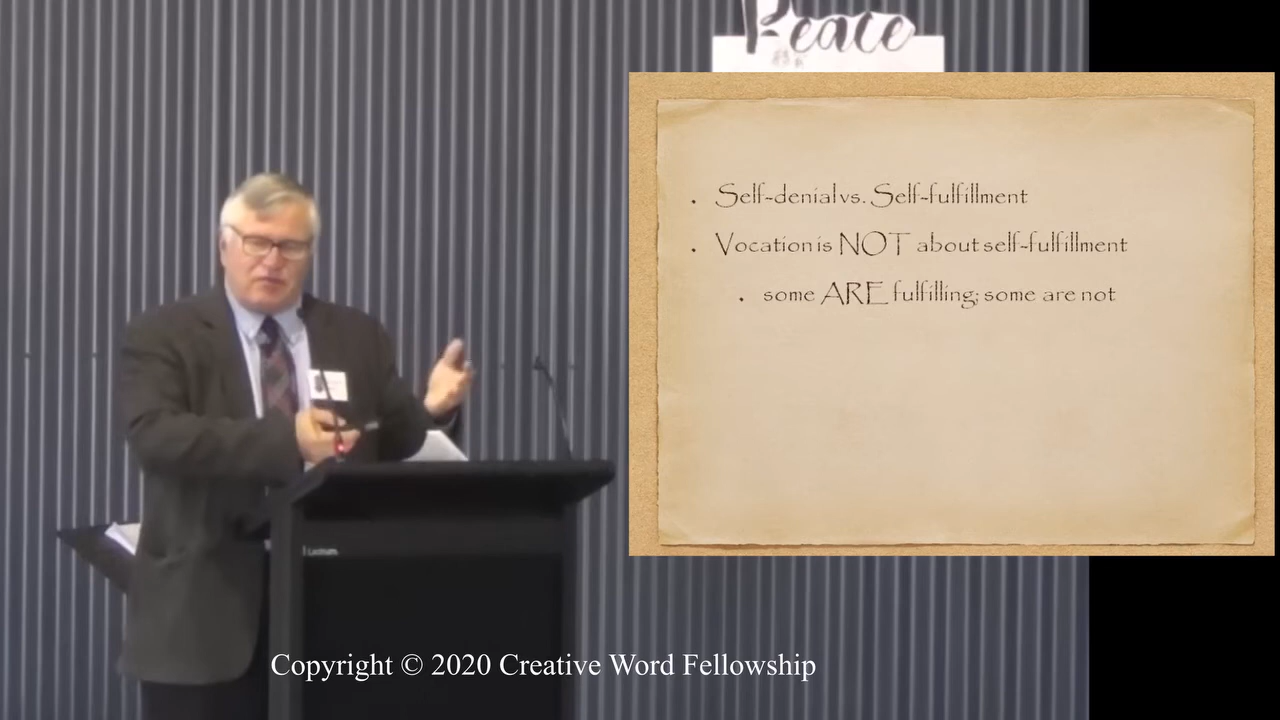 Peace
Self-denial vs. Self-fulfillment
Vocation is NOT about self-fulfillment
some ARE fulfilling; some are not
Copyright © 2020 Creative Word Fellowship